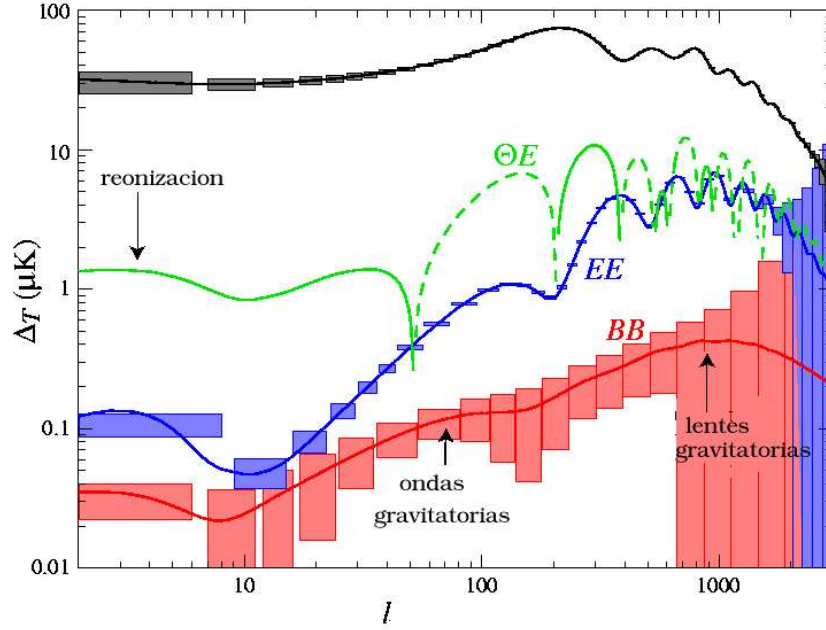 100
10
1
0.1
0.01
Δ_T (μK)
reonizacion
ΘE
EE
BB
ondas
gravitatorias
lentes
gravitatorias
10
100
1000
l